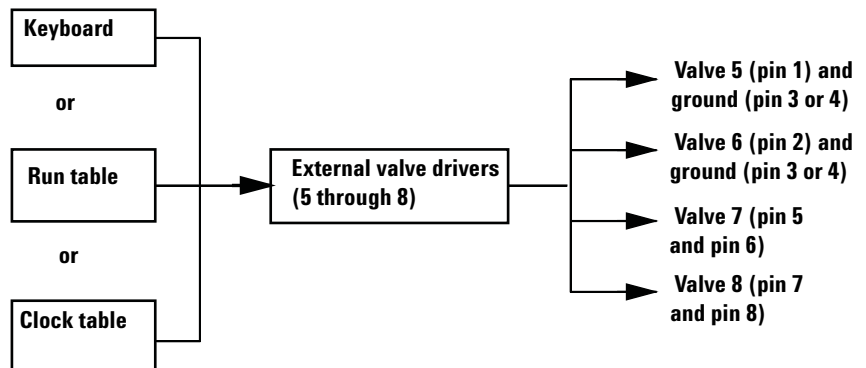 Keyboard
or
Run table
or
Clock table
External valve drivers
(5 through 8)
Valve 5 (pin 1) and
ground (pin 3 or 4)
Valve 6 (pin 2) and
ground (pin 3 or 4)
Valve 7 (pin 5
and pin 6)
Valve 8 (pin 7
and pin 8)